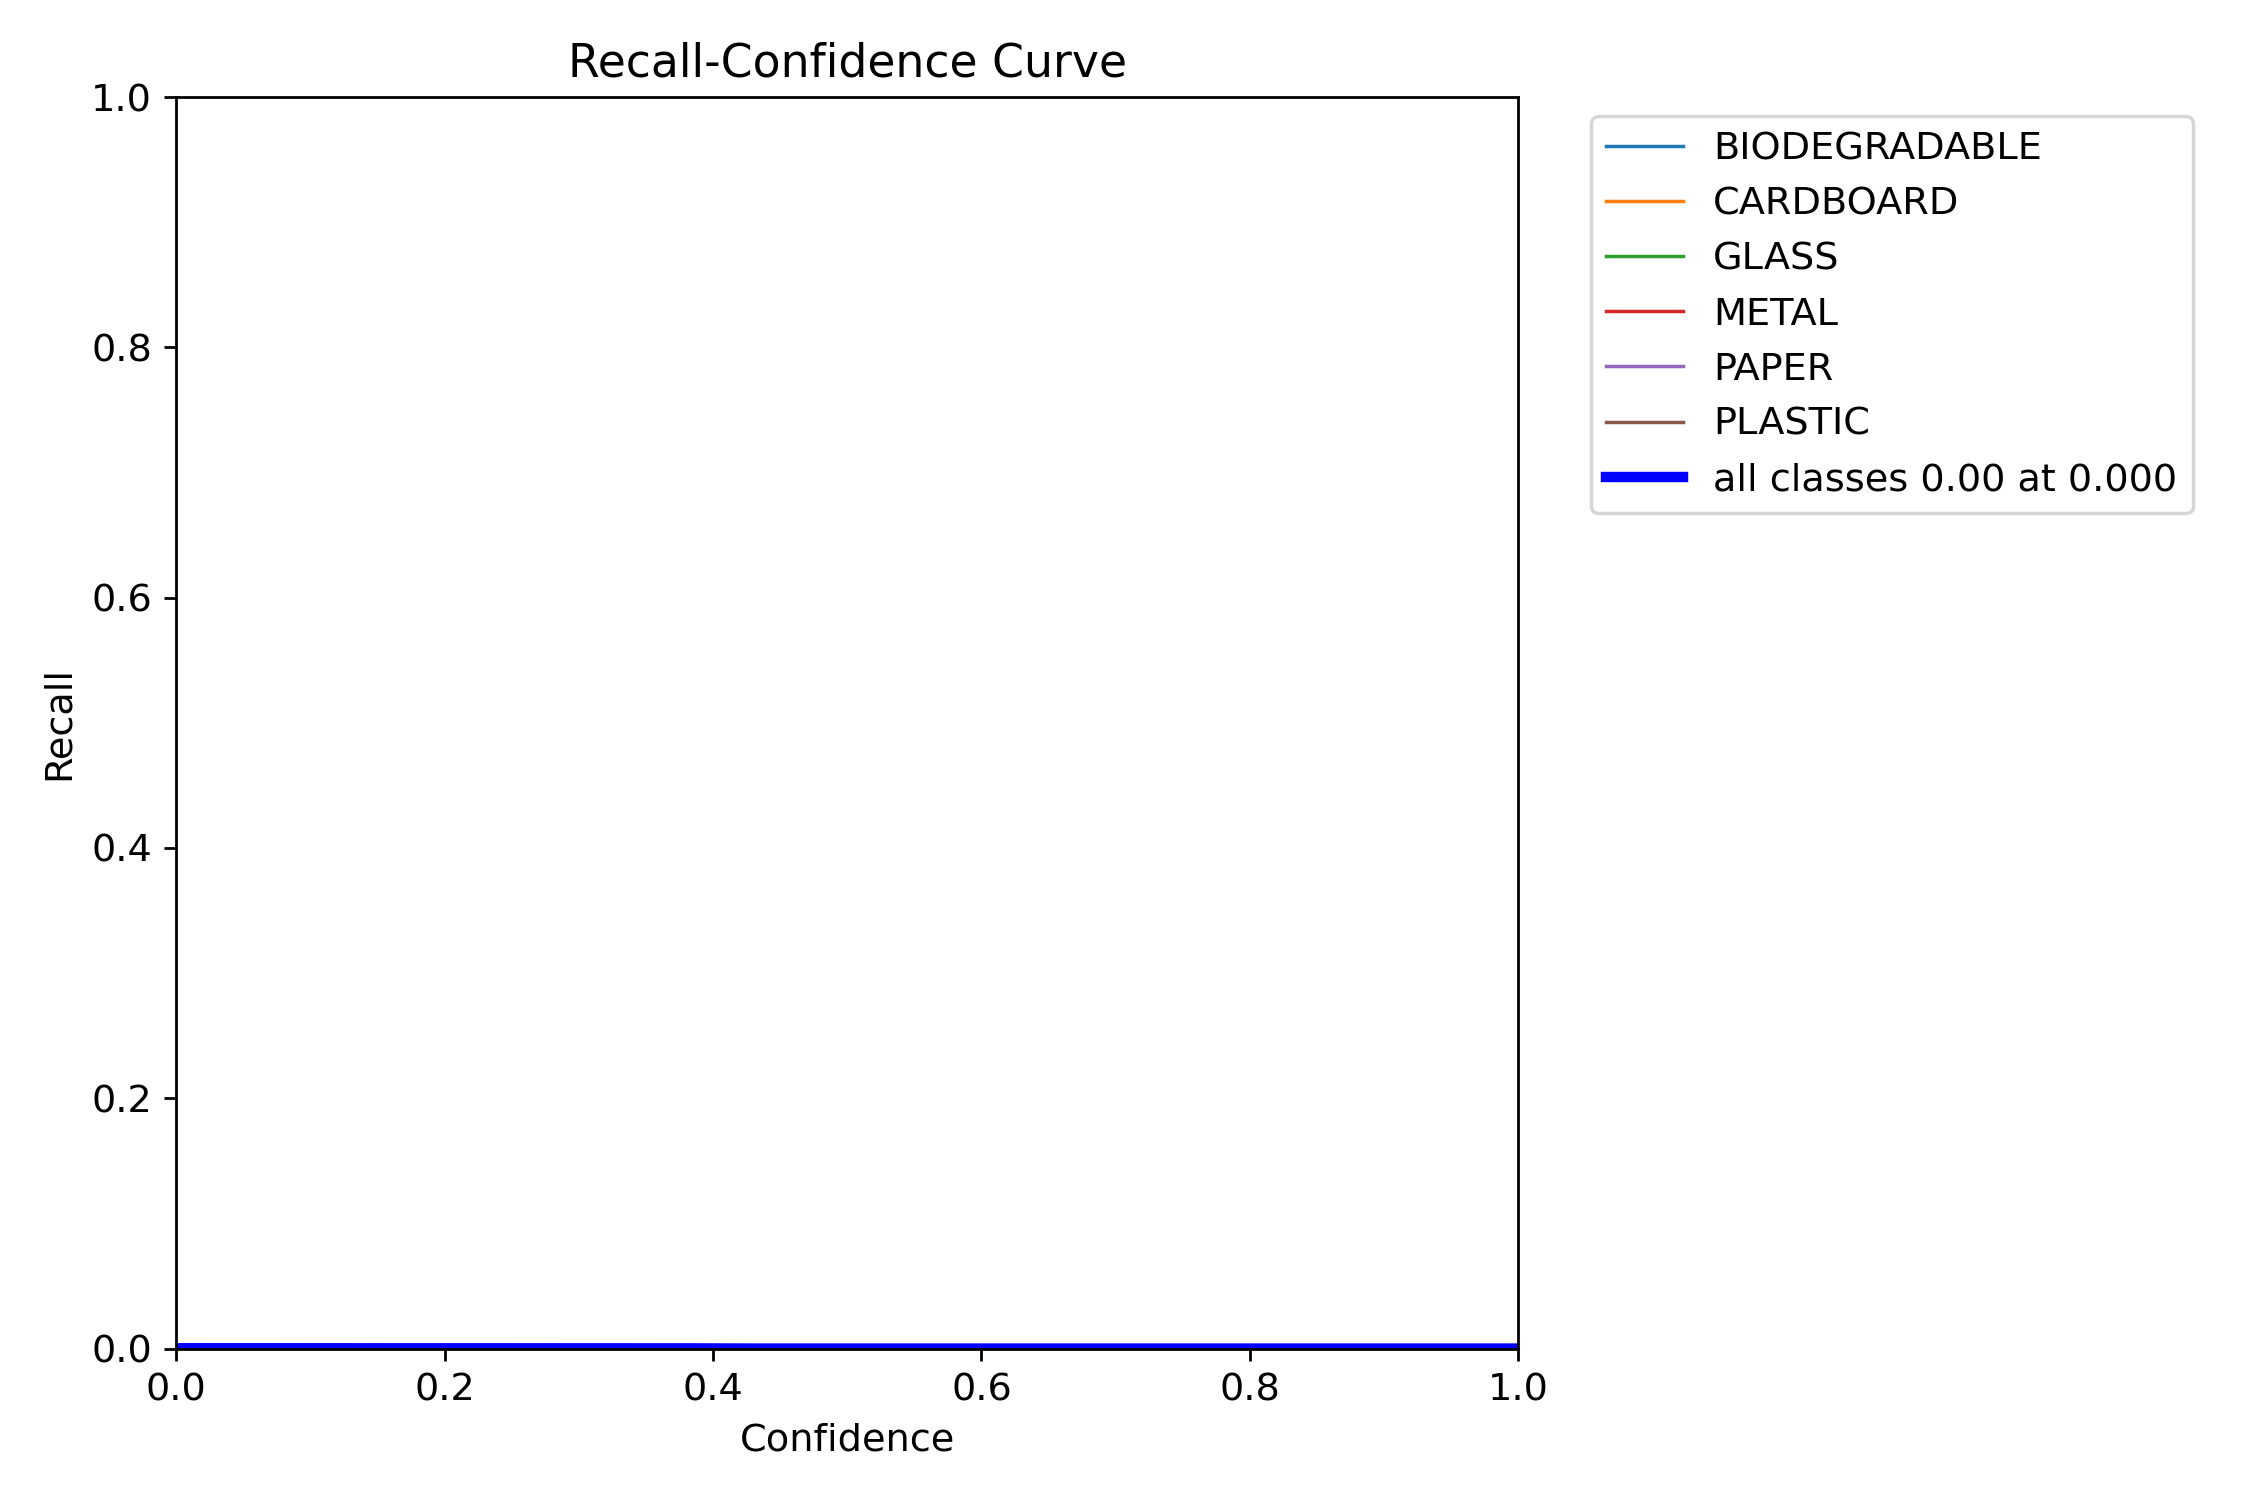 Recall-Confidence Curve
1.0
0.8
0.6
0.4
0.2
0.0
Recall
0.0 0.2 0.4 0.6 0.8 1.0
Confidence
BIODEGRADABLE
CARDBOARD
GLASS
METAL
PAPER
PLASTIC
all classes 0.00 at 0.000